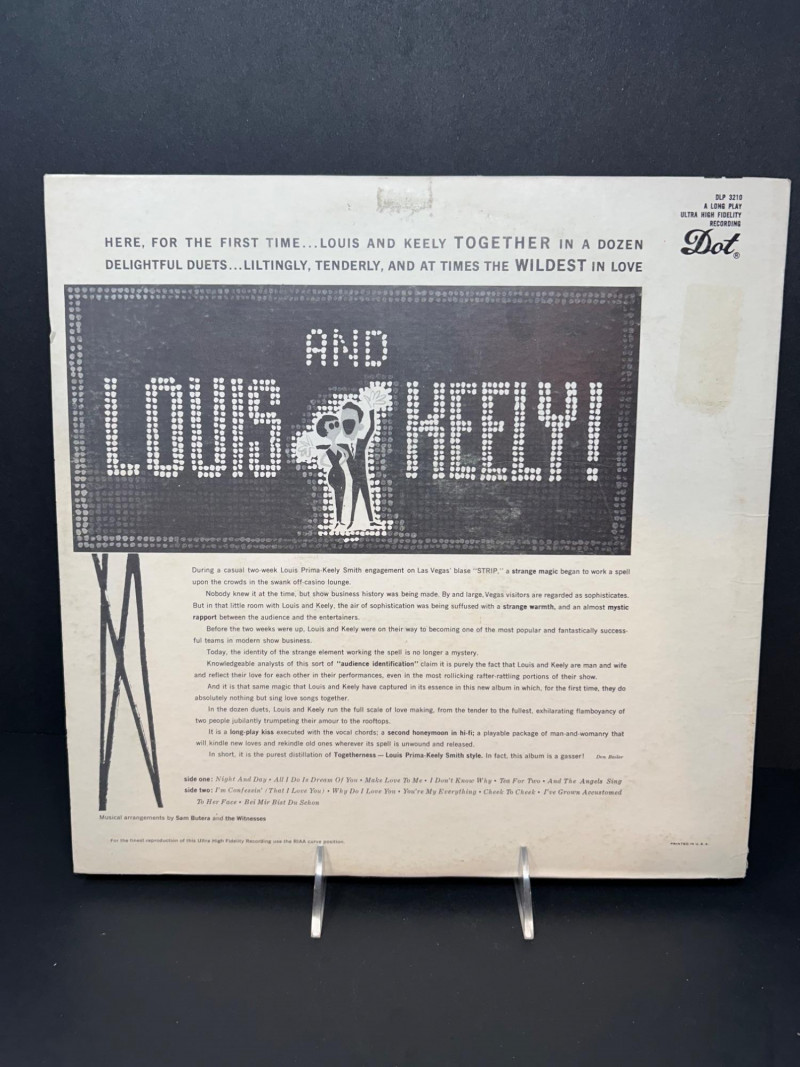 DLP 3210
A LONG PLAY
ULTRA HIGH FIDELITY
RECORDING
Dot®
HERE, FOR THE FIRST TIME...LOUIS AND KEELY TOGETHER IN A DOZEN
DELIGHTFUL DUETS...LILTINGLY, TENDERLY, AND AT TIMES THE WILDEST IN LOVE
AND
LOUIS KEELY!
During a casual two-week Louis Prima-Keely Smith engagement on Las Vegas' blase "STRIP," a strange magic began to work a spell
upon the crowds in the swank off-casino lounge.
Nobody knew it at the time, but show business history was being made. By and large, Vegas visitors are regarded as sophisticates.
But in that little room with Louis and Keely, the air of sophistication was being suffused with a strange warmth, and an almost mystic
rapport between the audience and the entertainers.
Before the two weeks were up, Louis and Keely were on their way to becoming one of the most popular and fantastically success-
ful teams in modern show business.
Today, the identity of the strange element working the spell is no longer a mystery.
Knowledgeable analysts of this sort of "audience identification" claim it is purely the fact that Louis and Keely are man and wife
and reflect their love for each other in their performances, even in the most rollicking rafter-rattling portions of their show.
And it is that same magic that Louis and Keely have captured in its essence in this new album in which, for the first time, they do
absolutely nothing but sing love songs together.
In the dozen duets, Louis and Keely run the full scale of love making, from the tender to the fullest, exhilarating flamboyancy of
two people jubilantly trumpeting their amour to the rooftops.
It is a long-play kiss executed with the vocal chords; a second honeymoon in hi-fi; a playable package of man-and-womanry that
will kindle new loves and rekindle old ones wherever its spell is unwound and released.
In short, it is the purest distillation of Togetherness — Louis Prima-Keely Smith style. In fact, this album is a gasser!
side one: Night And Day • All I Do Is Dream Of You • Make Love To Me • I Don't Know Why • Tea For Two • And The Angels Sing
side two: I'm Confessin' (That I Love You) • Why Do I Love You • You're My Everything • Cheek To Cheek • I've Grown Accustomed
To Her Face • Bei Mir Bist Du Schon
Musical arrangements by Sam Butera and the Witnesses
For the finest reproduction of this Ultra High Fidelity Recording use the RIAA curve position.
PRINTED IN U.S.A.